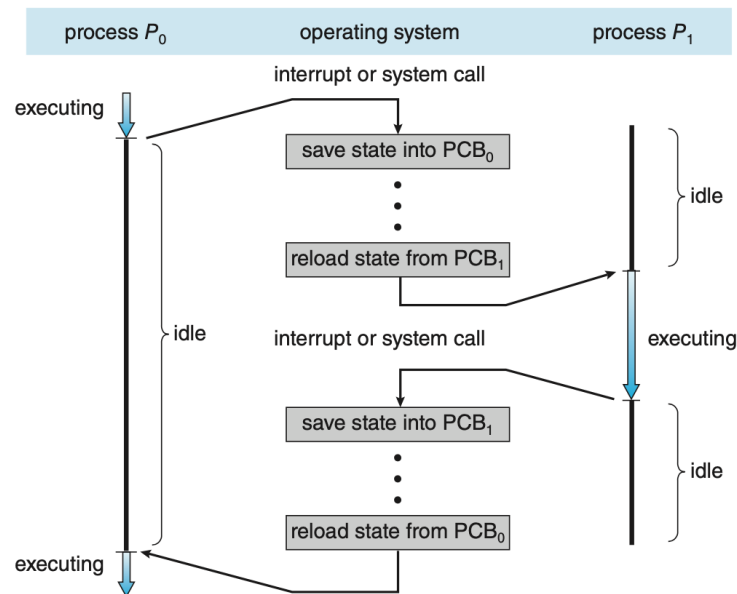 process P₀
operating system
process P₁
interrupt or system call
executing
save state into PCB₀
idle
reload state from PCB₁
idle
interrupt or system call
executing
save state into PCB₁
idle
reload state from PCB₀
executing